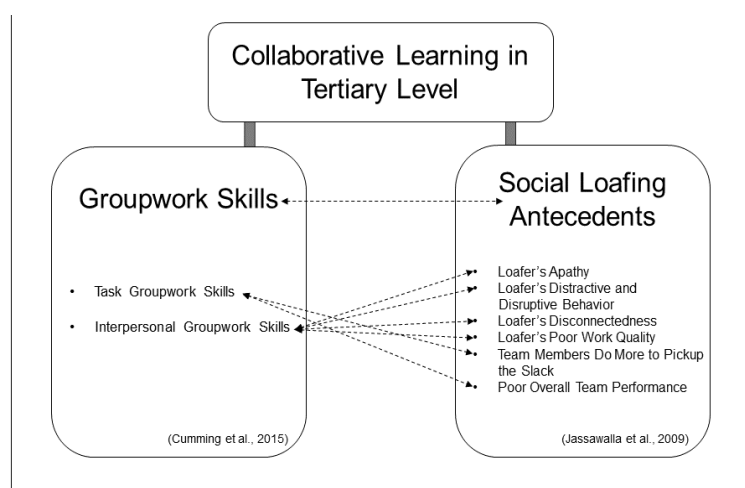 Collaborative Learning in
Tertiary Level
Groupwork Skills
• Task Groupwork Skills
• Interpersonal Groupwork Skills
(Cumming et al., 2015)
Social Loafing
Antecedents
• Loafer's Apathy
• Loafer's Distractive and
Disruptive Behavior
• Loafer's Disconnectedness
• Loafer's Poor Work Quality
• Team Members Do More to Pickup
the Slack
• Poor Overall Team Performance
(Jassawalla et al., 2009)